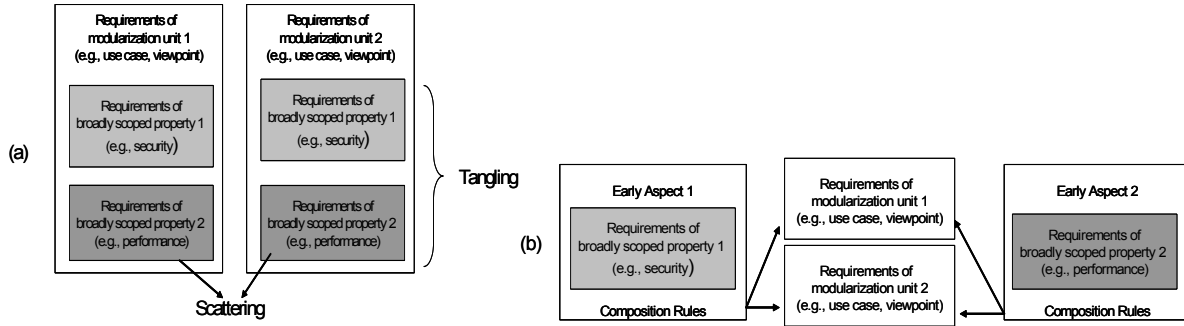 (a)
Requirements of
modularization unit 1
(e.g., use case, viewpoint)
Requirements of
broadly scoped property 1
(e.g., security)
Requirements of
broadly scoped property 2
(e.g., performance)
Requirements of
modularization unit 2
(e.g., use case, viewpoint)
Requirements of
broadly scoped property 1
(e.g., security)
Requirements of
broadly scoped property 2
(e.g., performance)
Tangling
Scattering
(b)
Early Aspect 1
Requirements of
broadly scoped property 1
(e.g., security)
Composition Rules
Requirements of
modularization unit 1
(e.g., use case, viewpoint)
Requirements of
modularization unit 2
(e.g., use case, viewpoint)
Early Aspect 2
Requirements of
broadly scoped property 2
(e.g., performance)
Composition Rules